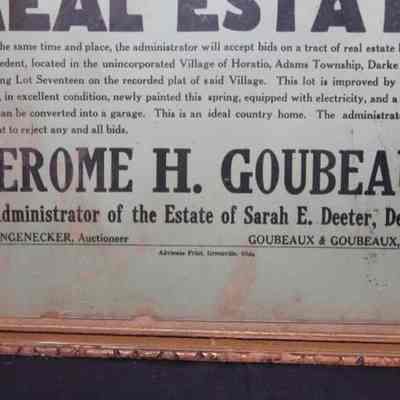 REAL ESTAT
the same time and place, the administrator will accept bids on a tract of real estate
edent, located in the unincorporated Village of Horatio, Adams Township, Darke
ng Lot Seventeen on the recorded plat of said Village. This lot is improved by
, in excellent condition, newly painted this spring, equipped with electricity, and a
can be converted into a garage. This is an ideal country home. The administrat
nt to reject any and all bids.
EROME H. GOUBEAU
Administrator of the Estate of Sarah E. Deeter, De
NGENECKER, Auctioneer GOUBEAUX & GOUBEAUX,
Advocate Print, Greenville, Ohio